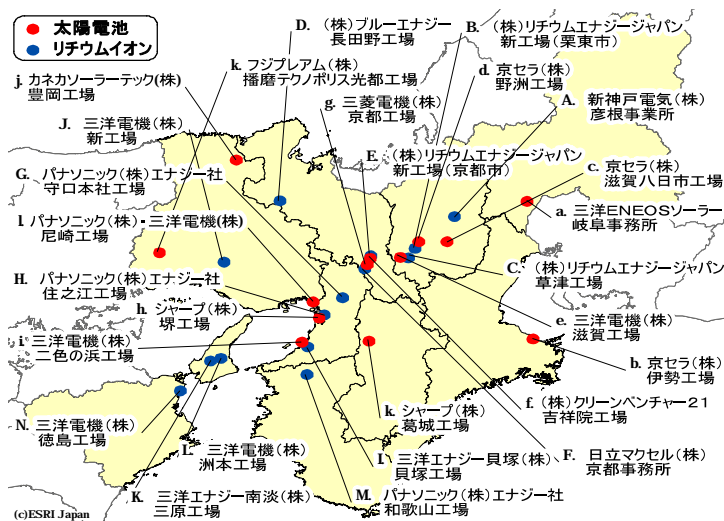 太陽電池
リチウムイオン
D. (株)ブルーエナジー
長田野工場
B. (株)リチウムエナジージャパン
新工場(栗東市)
k. フジプレアム(株)
播磨テクノポリス光都工場
d. 京セラ(株)
野洲工場
j. カネカソーラーテック(株)
豊岡工場
g. 三菱電機(株)
京都工場
A. 新神戸電気(株)
彦根事業所
J. 三洋電機(株)
新工場
E. (株)リチウムエナジージャパン
新工場(京都市)
c. 京セラ(株)
滋賀八日市工場
G. パナソニック(株)エナジー社
守口本社工場
a. 三洋ENEOSソーラー
岐阜事務所
l. パナソニック(株)・三洋電機(株)
尼崎工場
H. パナソニック(株)エナジー社
住之江工場
C. (株)リチウムエナジージャパン
草津工場
h. シャープ(株)
堺工場
e. 三洋電機(株)
滋賀工場
i. 三洋電機(株)
二色の浜工場
b. 京セラ(株)
伊勢工場
k. シャープ(株)
葛城工場
f. (株)クリーンベンチャー21
吉祥院工場
N. 三洋電機(株)
徳島工場
L. 三洋電機(株)
洲本工場
I. 三洋エナジー貝塚(株)
貝塚工場
F. 日立マクセル(株)
京都事務所
K. 三洋エナジー南淡(株)
三原工場
M. パナソニック(株)エナジー社
和歌山工場
(c)ESRI Japan